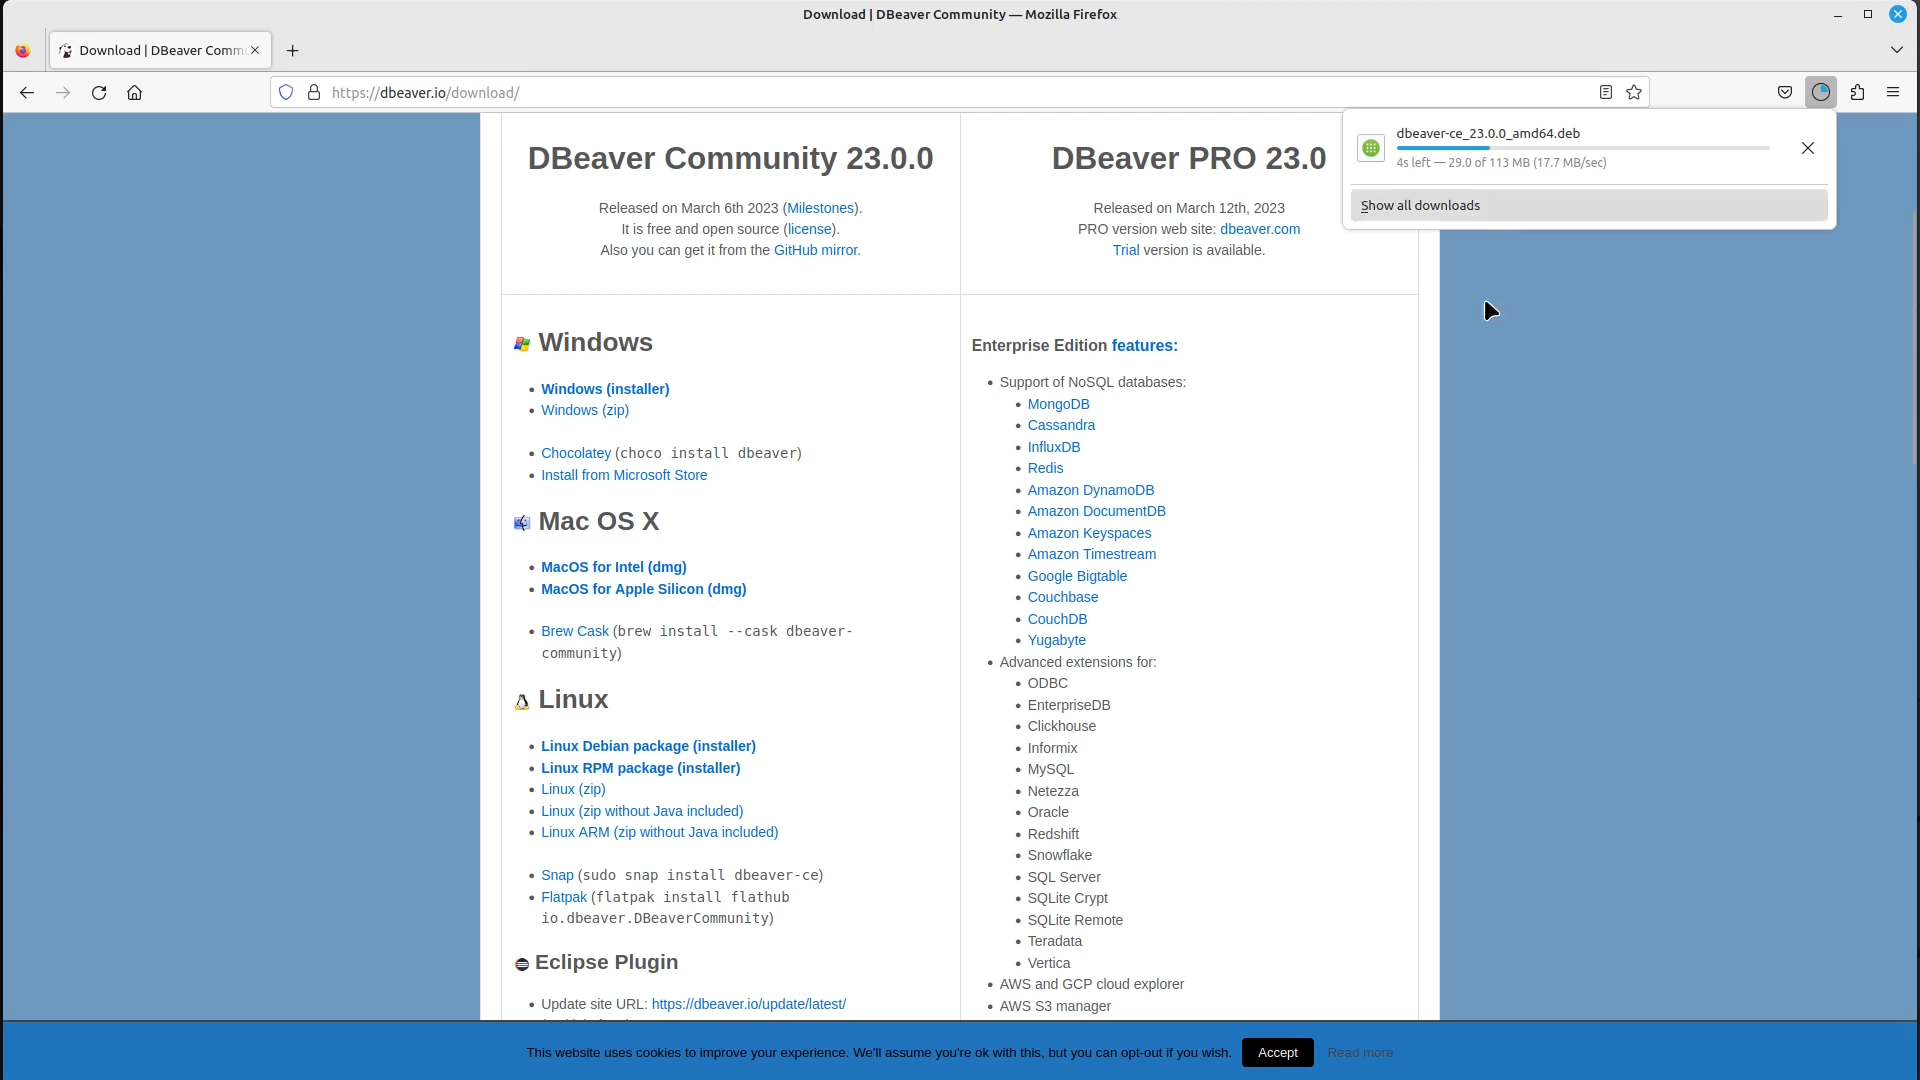 Download | DBeaver Community — Mozilla Firefox
Download | DBeaver Comm
https://dbeaver.io/download/
dbeaver-ce_23.0.0_amd64.deb
4s left — 29.0 of 113 MB (17.7 MB/sec)
Show all downloads
DBeaver Community 23.0.0
Released on March 6th 2023 (Milestones).
It is free and open source (license).
Also you can get it from the GitHub mirror.
DBeaver PRO 23.0
Released on March 12th, 2023
PRO version web site: dbeaver.com
Trial version is available.
Windows
Windows (installer)
Windows (zip)
Chocolatey (choco install dbeaver)
Install from Microsoft Store
Mac OS X
MacOS for Intel (dmg)
MacOS for Apple Silicon (dmg)
Brew Cask (brew install --cask dbeaver-
community)
Linux
Linux Debian package (installer)
Linux RPM package (installer)
Linux (zip)
Linux (zip without Java included)
Linux ARM (zip without Java included)
Snap (sudo snap install dbeaver-ce)
Flatpak (flatpak install flathub
io.dbeaver.DBeaverCommunity)
Eclipse Plugin
Update site URL: https://dbeaver.io/update/latest/
Enterprise Edition features:
Support of NoSQL databases:
MongoDB
Cassandra
InfluxDB
Redis
Amazon DynamoDB
Amazon DocumentDB
Amazon Keyspaces
Amazon Timestream
Google Bigtable
Couchbase
CouchDB
Yugabyte
Advanced extensions for:
ODBC
EnterpriseDB
Clickhouse
Informix
MySQL
Netezza
Oracle
Redshift
Snowflake
SQL Server
SQLite Crypt
SQLite Remote
Teradata
Vertica
AWS and GCP cloud explorer
AWS S3 manager
This website uses cookies to improve your experience. We'll assume you're ok with this, but you can opt-out if you wish.
Accept
Read more